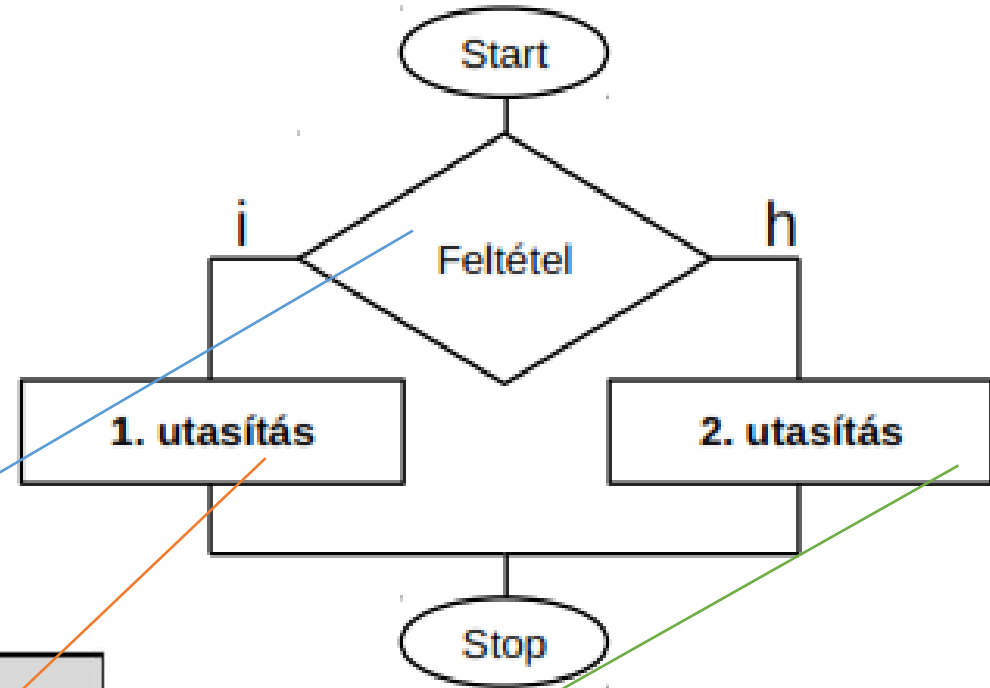 Start
i
h
Feltétel
1. utasítás
2. utasítás
Stop